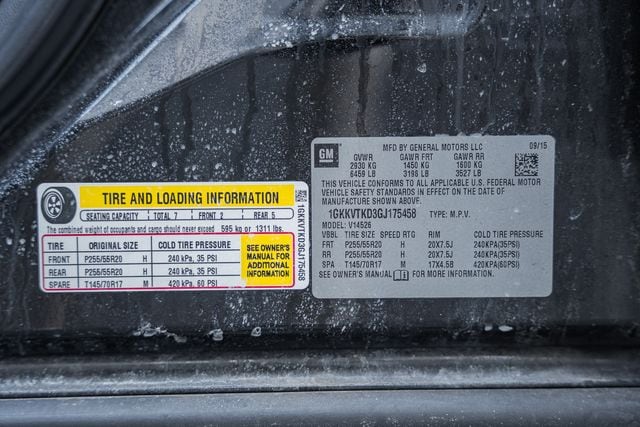 TIRE AND LOADING INFORMATION
SEATING CAPACITY TOTAL 7 FRONT 2 REAR 5
The combined weight of occupants and cargo should never exceed 595 kg or 1311 lbs.
TIRE ORIGINAL SIZE COLD TIRE PRESSURE
FRONT P255/55R20 H 240 kPa, 35 PSI
REAR P255/55R20 H 240 kPa, 35 PSI
SPARE T145/70R17 M 420 kPa, 60 PSI
SEE OWNER'S
MANUAL FOR
ADDITIONAL
INFORMATION
1GKKVTKD3GJ175458
GM
MFD BY GENERAL MOTORS LLC 09/15
GVWR GAWR FRT GAWR RR
2930 KG 1450 KG 1600 KG
6459 LB 3196 LB 3527 LB
THIS VEHICLE CONFORMS TO ALL APPLICABLE U.S. FEDERAL MOTOR
VEHICLE SAFETY STANDARDS IN EFFECT ON THE DATE OF
MANUFACTURE SHOWN ABOVE.
1GKKVTKD3GJ175458 TYPE: M.P.V.
MODEL: V14526
VBBL TIRE SIZE SPEED RTG RIM COLD TIRE PRESSURE
FRT P255/55R20 H 20X7.5J 240KPA(35PSI)
RR P255/55R20 H 20X7.5J 240KPA(35PSI)
SPA T145/70R17 M 17X4.5B 420KPA(60PSI)
SEE OWNER'S MANUAL FOR MORE INFORMATION.